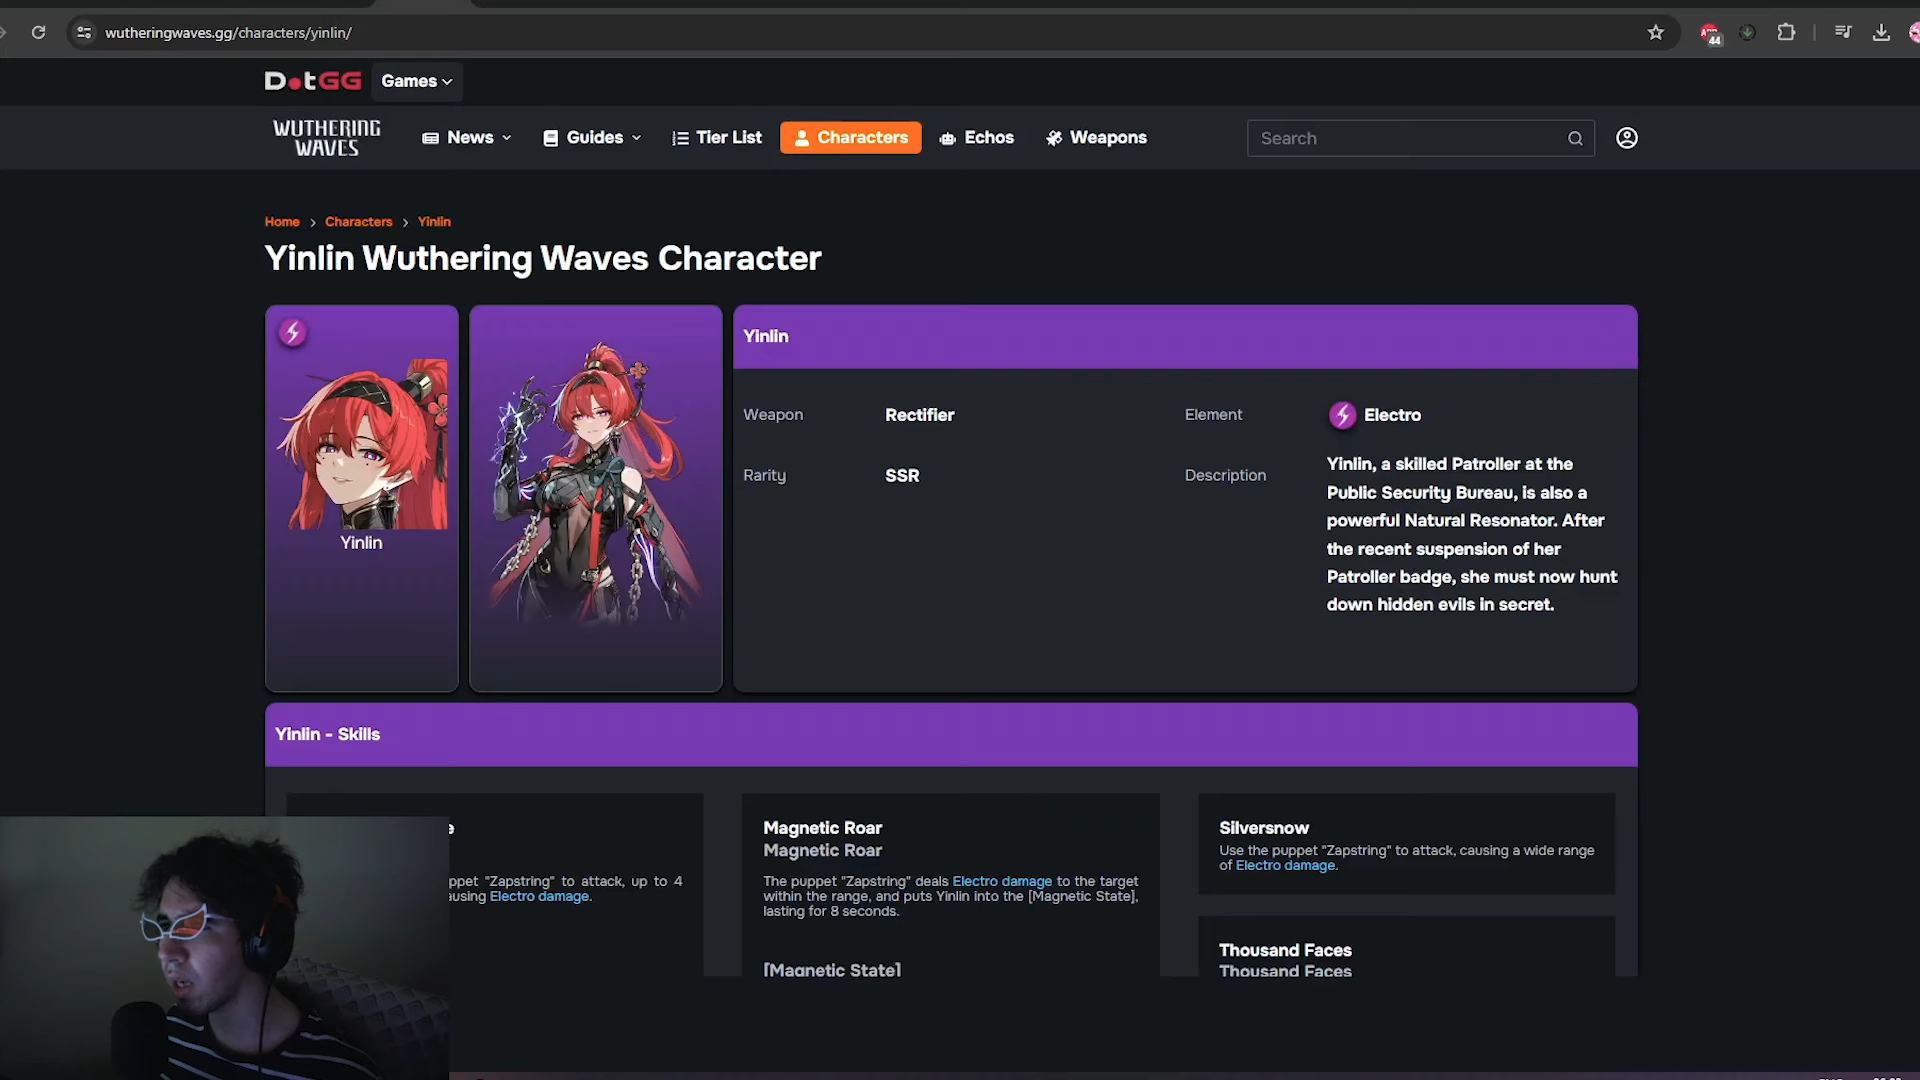 wutheringwaves.gg/characters/yinlin/
44
DotGG
Games
WUTHERING
WAVES
News
Guides
Tier List
Characters
Echos
Weapons
Search
Home > Characters > Yinlin
Yinlin Wuthering Waves Character
Yinlin
Yinlin
Weapon
Rectifier
Element
Electro
Rarity
SSR
Description
Yinlin, a skilled Patroller at the
Public Security Bureau, is also a
powerful Natural Resonator. After
the recent suspension of her
Patroller badge, she must now hunt
down hidden evils in secret.
Yinlin - Skills
"Zapstring" to attack, up to 4
Electro damage.
Magnetic Roar
Magnetic Roar
The puppet "Zapstring" deals Electro damage to the target
within the range, and puts Yinlin into the [Magnetic State],
lasting for 8 seconds.
[Magnetic State]
Silversnow
Use the puppet "Zapstring" to attack, causing a wide range
of Electro damage.
Thousand Faces
Thousand Faces